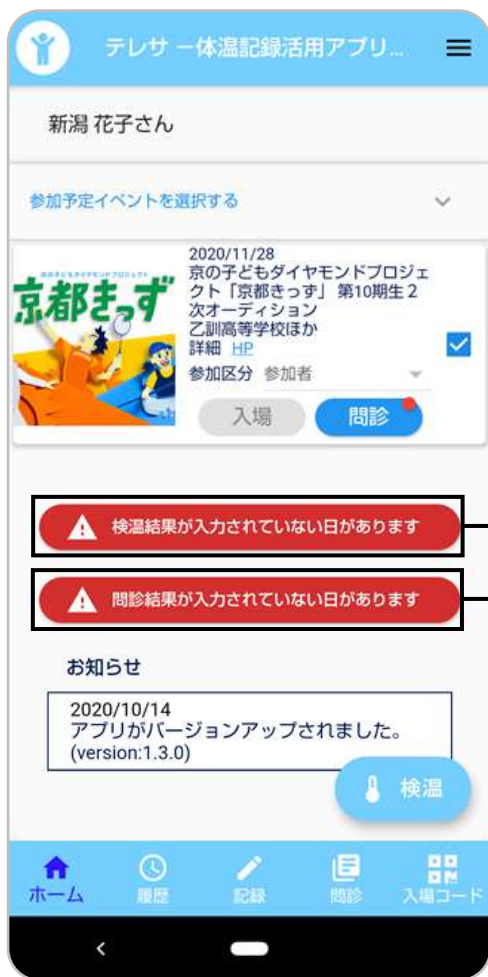 テレサ ー体温記録活用アプリ...
新潟 花子さん
参加予定イベントを選択する
京都きっず
2020/11/28
京の子どもダイヤモンドプロジェ
クト「京都きっず」 第10期生2
次オーディション
乙訓高等学校ほか
詳細 HP
参加区分 参加者
入場 問診
検温結果が入力されていない日があります
問診結果が入力されていない日があります
お知らせ
2020/10/14
アプリがバージョンアップされました。
(version:1.3.0)
検温
ホーム 履歴 記録 問診 入場コード